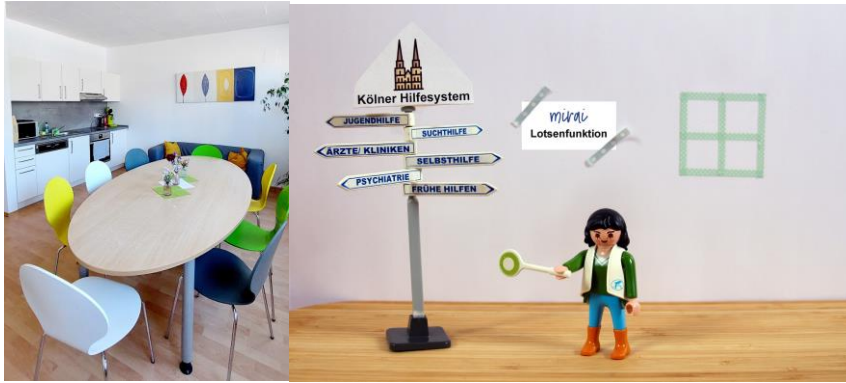 Kölner Hilfesystem
JUGENDHILFE
SUCHTHILFE
ÄRZTE/ KLINIKEN
SELBSTHILFE
PSYCHIATRIE
FRÜHE HILFEN
mirai
Lotsenfunktion